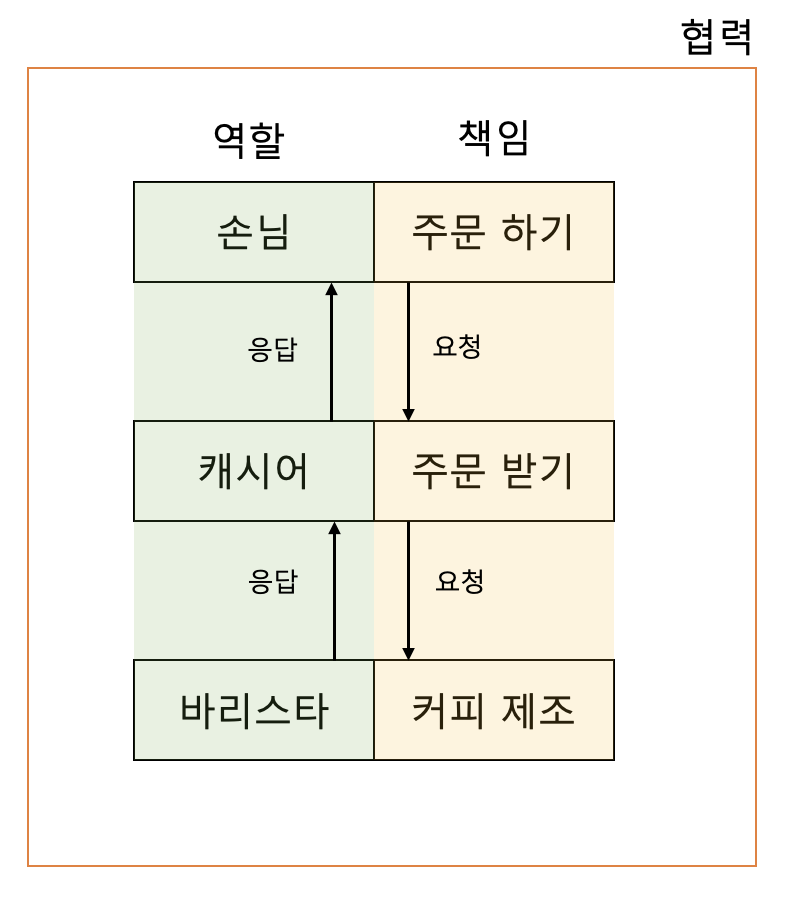 협력
역할 책임
손님 주문 하기
응답 요청
캐시어 주문 받기
응답 요청
바리스타 커피 제조